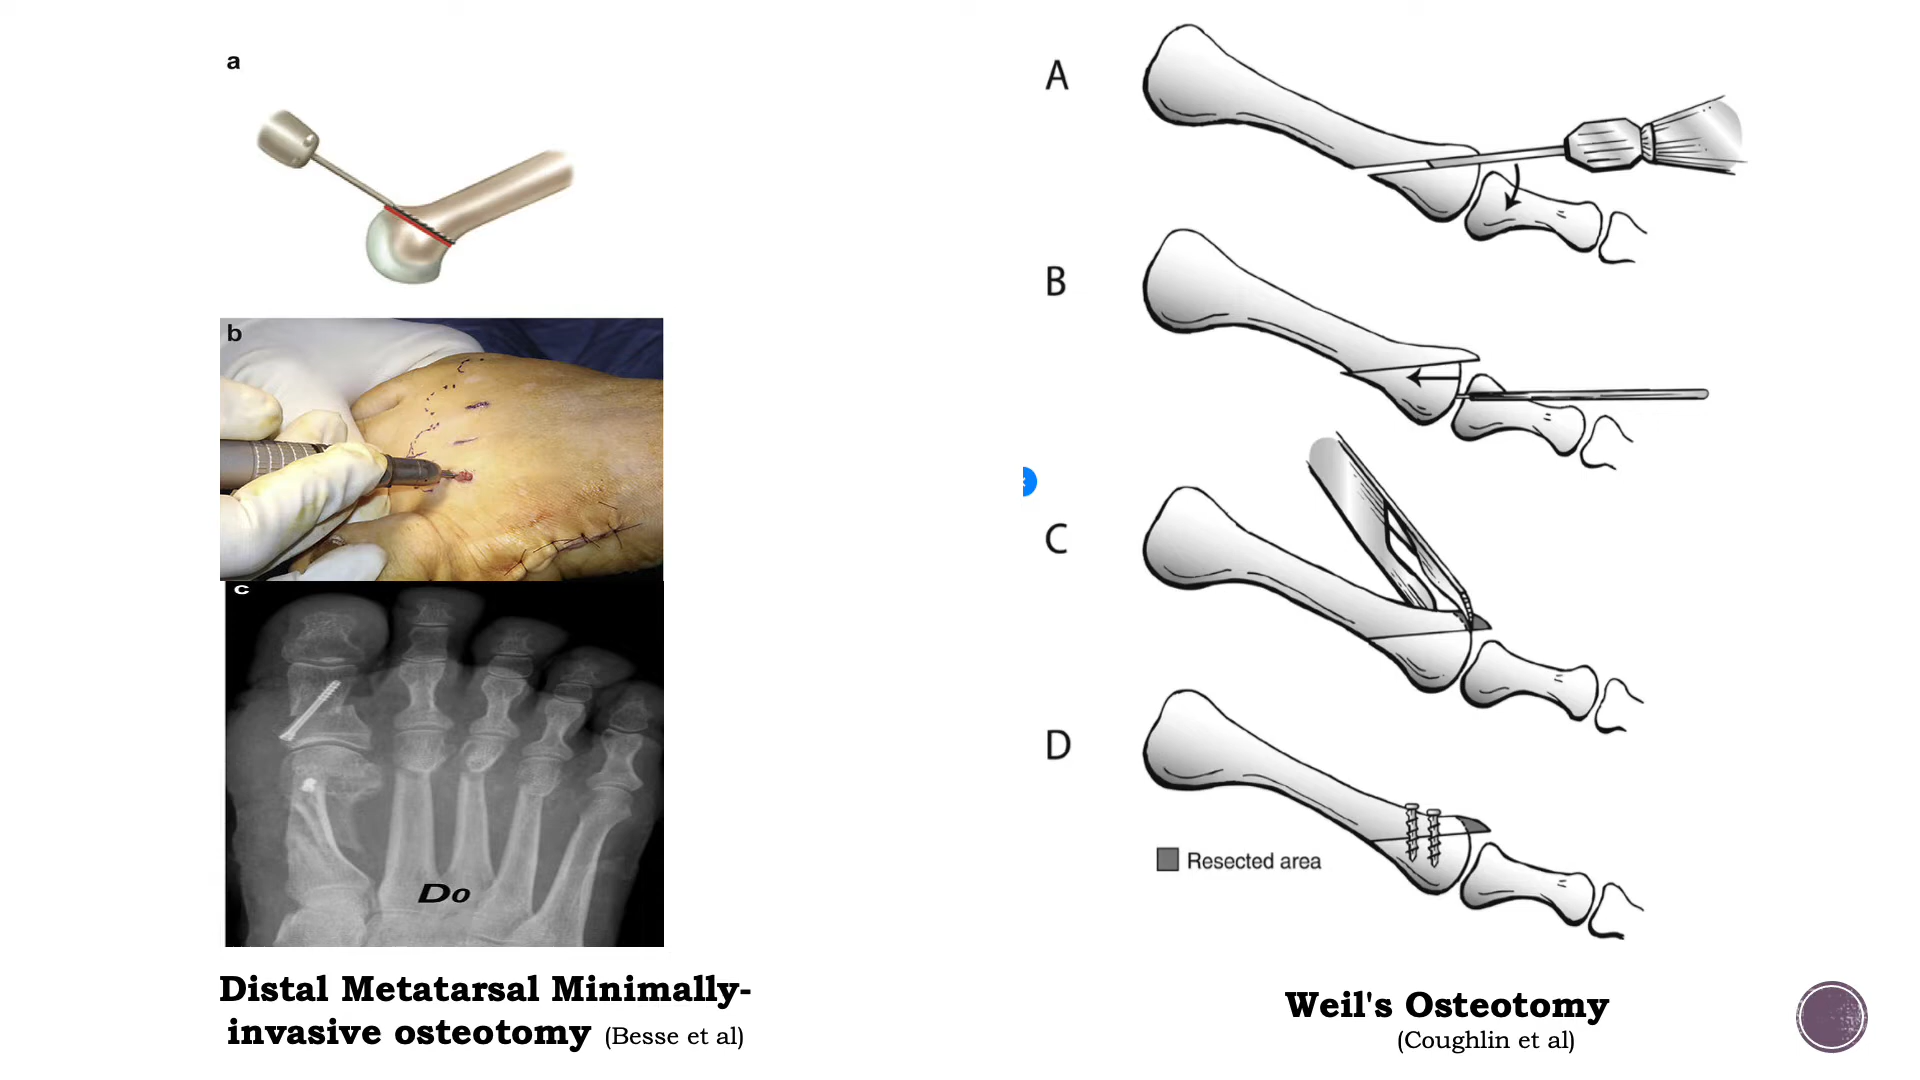 a
b
c
Do
Distal Metatarsal Minimally-
invasive osteotomy (Besse et al)
A
B
C
D
Resected area
Weil's Osteotomy
(Coughlin et al)